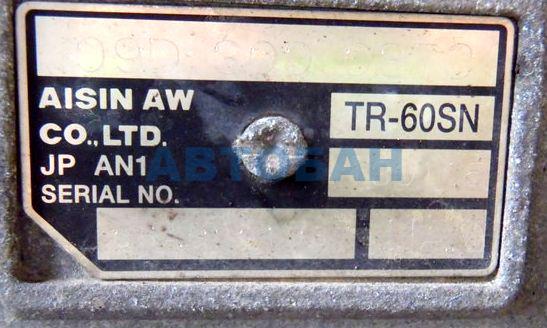 AISIN AW
CO.,LTD.
TR-60SN
JP AN1
SERIAL NO.
АВТОБАН